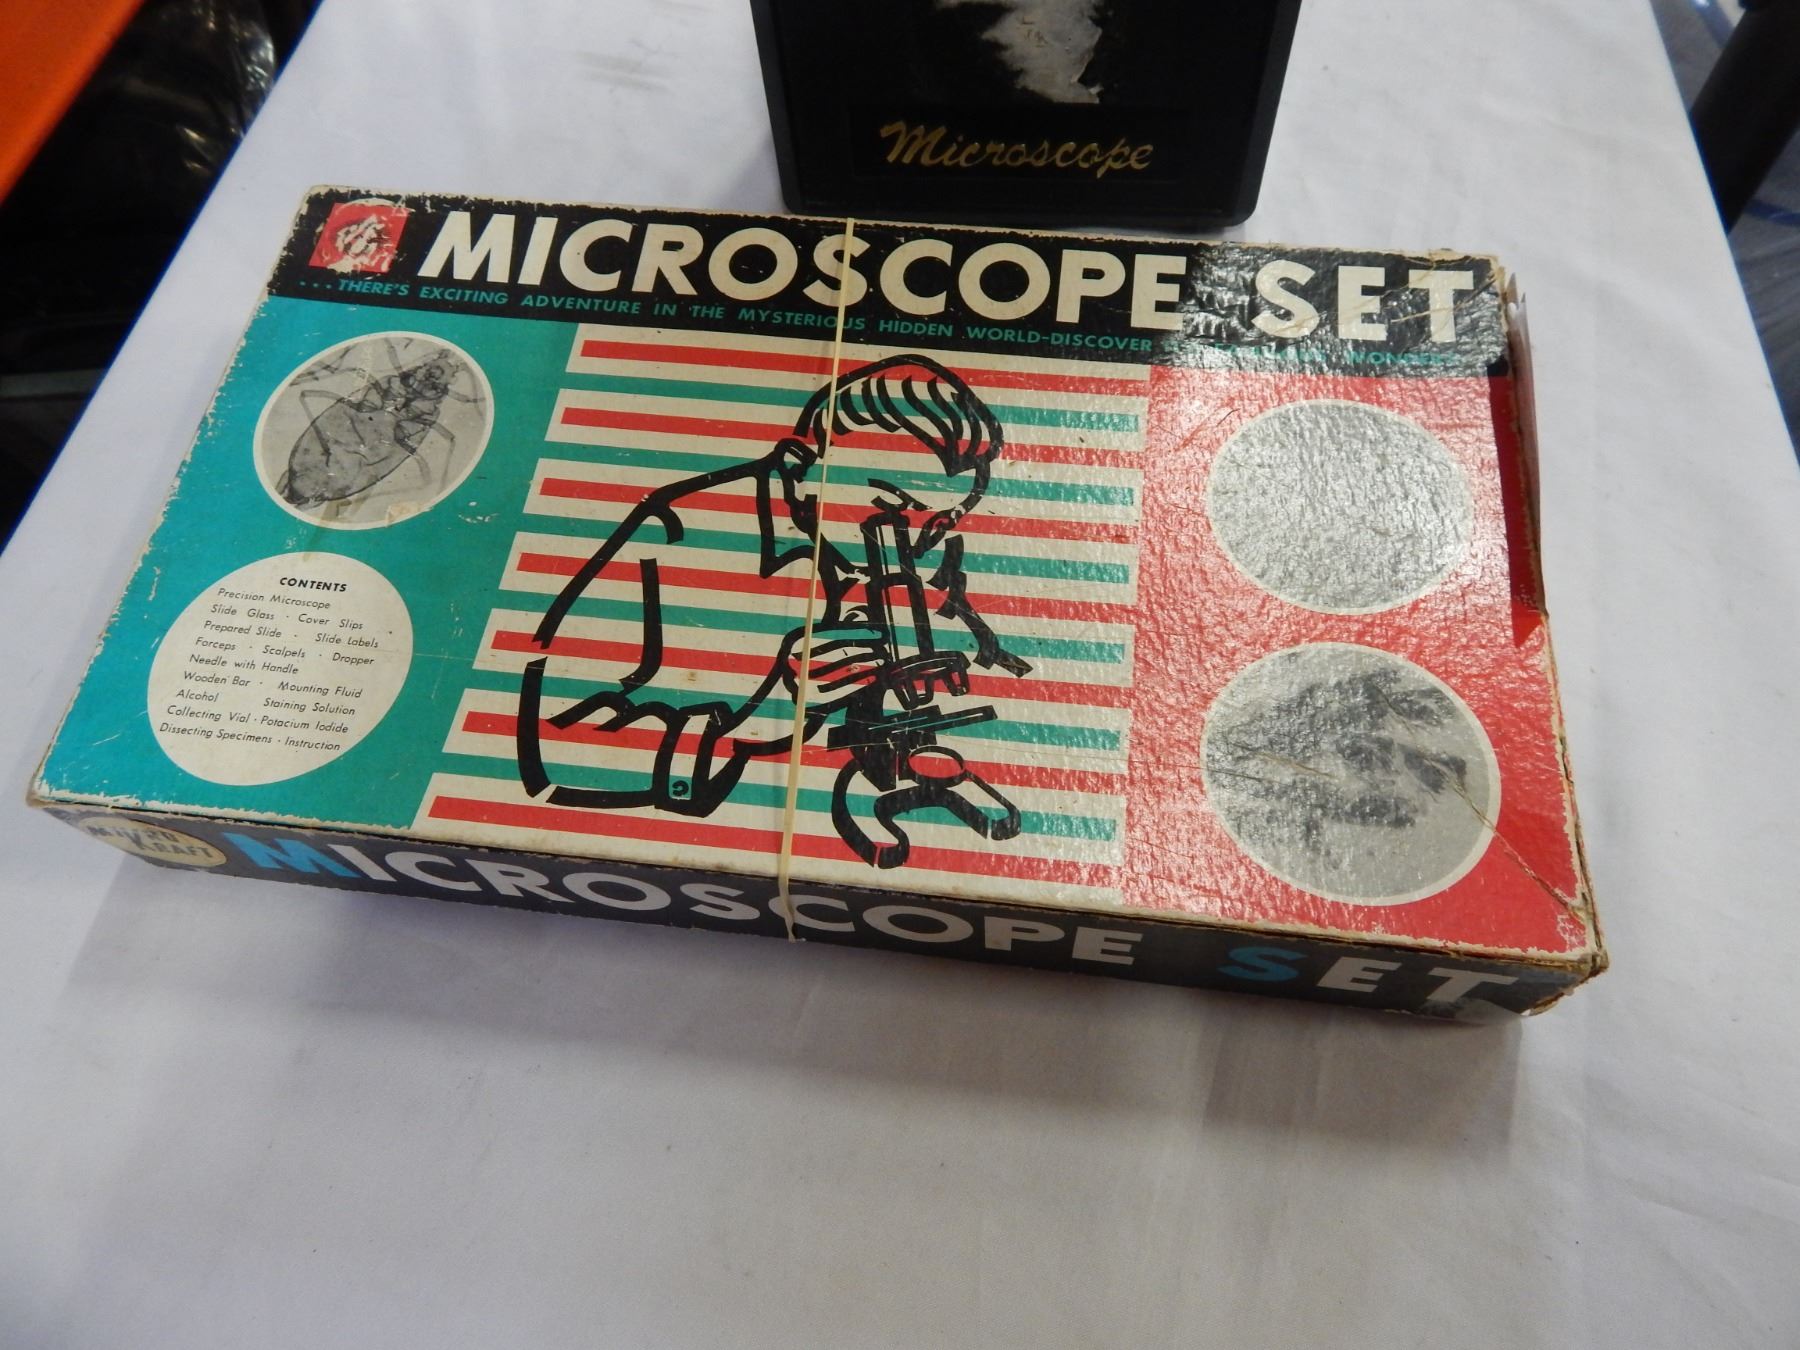 Microscope
MICROSCOPE SET
...THERE'S EXCITING ADVENTURE IN THE MYSTERIOUS HIDDEN WORLD-DISCOVER WONDERS
CONTENTS
Precision Microscope
Slide Glass · Cover Slips ·
Prepared Slide · Slide Labels
Forceps · Scalpels · Dropper
Needle with Handle
Wooden Bar · Mounting Fluid
Alcohol Staining Solution
Collecting Vial · Potacium Iodide
Dissecting Specimens · Instruction
MICRO KRAFT
MICROSCOPE SET